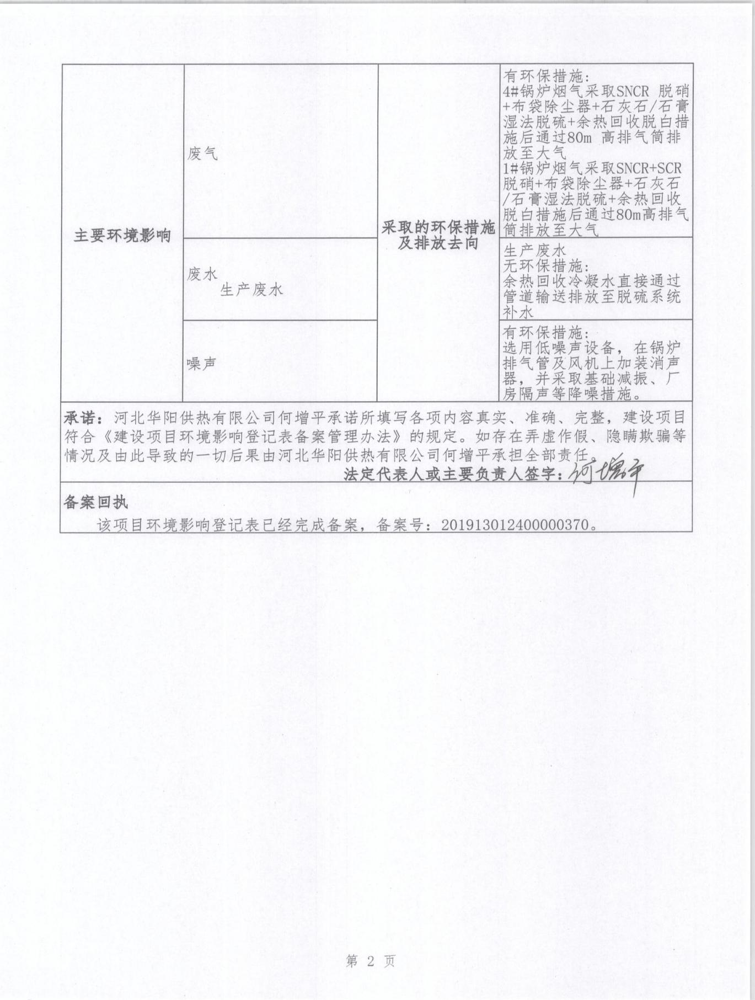 主要环境影响
废气
采取的环保措施
及排放去向
有环保措施：
4#锅炉烟气采取SNCR 脱硝
+布袋除尘器+石灰石/石膏
湿法脱硫+余热回收脱白措
施后通过80m 高排气筒排
放至大气
1#锅炉烟气采取SNCR+SCR
脱硝+布袋除尘器+石灰石
/石膏湿法脱硫+余热回收
脱白措施后通过80m高排气
筒排放至大气
废水
生产废水
生产废水
无环保措施：
余热回收冷凝水直接通过
管道输送排放至脱硫系统
补水
噪声
有环保措施：
选用低噪声设备，在锅炉
排气管及风机上加装消声
器，并采取基础减振、厂
房隔声等降噪措施。
承诺：河北华阳供热有限公司何增平承诺所填写各项内容真实、准确、完整，建设项目
符合《建设项目环境影响登记表备案管理办法》的规定。如存在弄虚作假、隐瞒欺骗等
情况及由此导致的一切后果由河北华阳供热有限公司何增平承担全部责任。
法定代表人或主要负责人签字：何增平
备案回执
该项目环境影响登记表已经完成备案，备案号：201913012400000370。
第 2 页